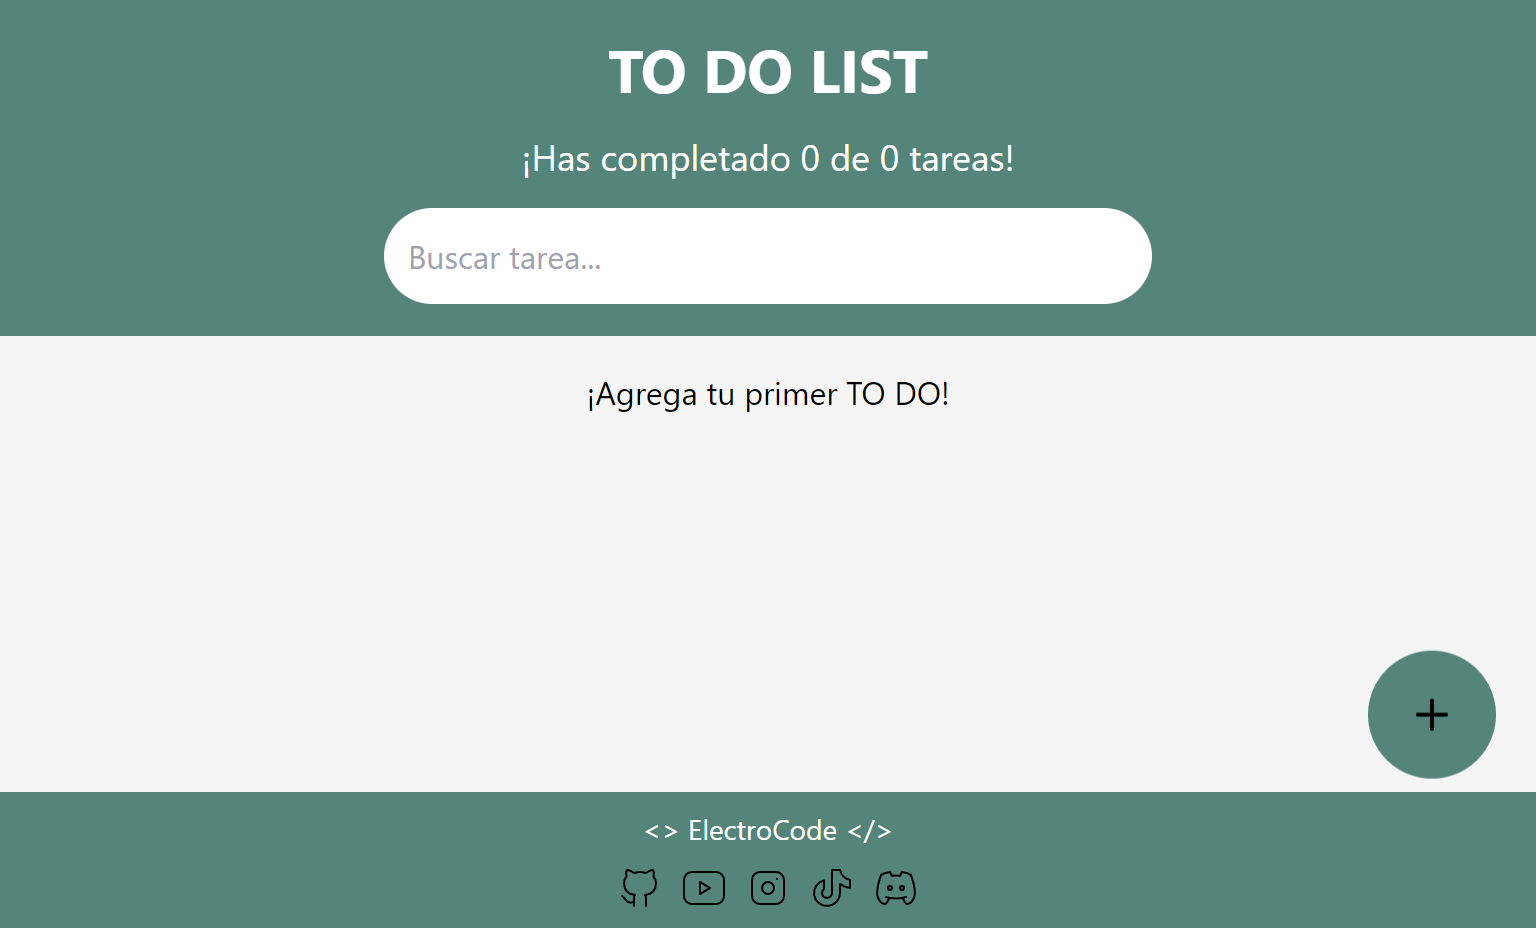 TO DO LIST
¡Has completado 0 de 0 tareas!
Buscar tarea...
¡Agrega tu primer TO DO!
<> ElectroCode </>